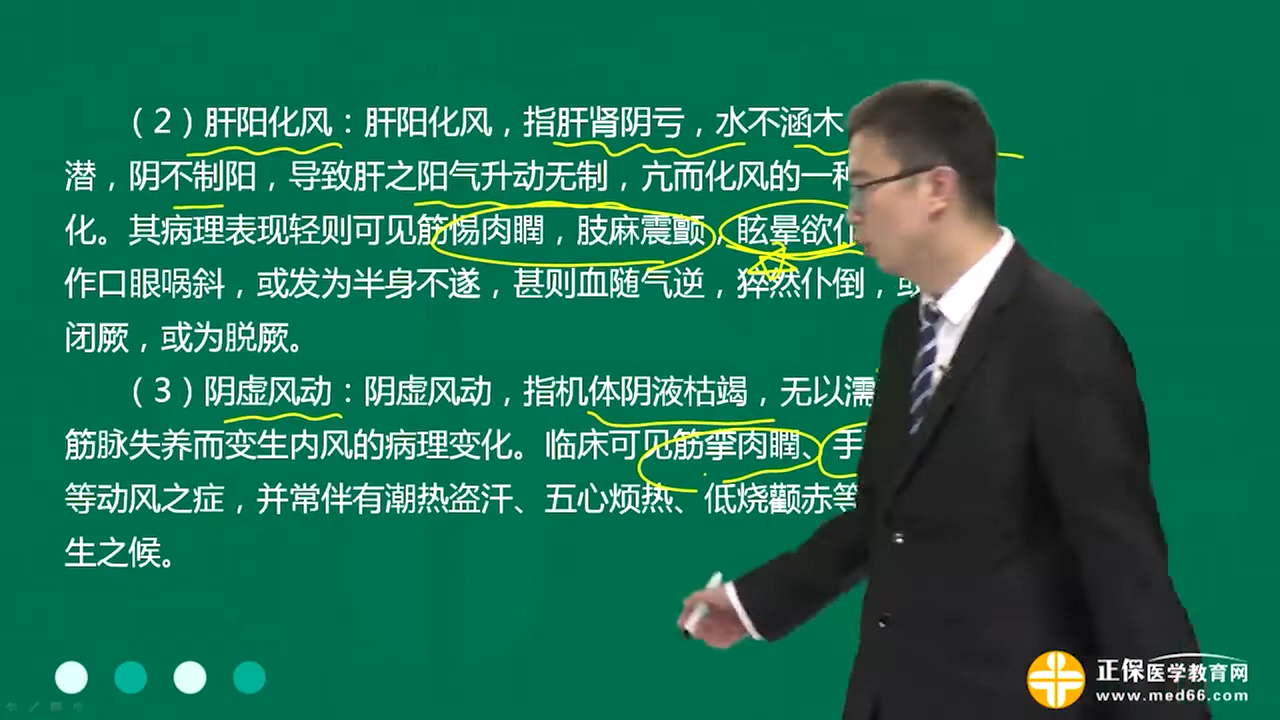 （2）肝阳化风：肝阳化风，指肝肾阴亏，水不涵木
潜，阴不制阳，导致肝之阳气升动无制，亢而化风的一种
化。其病理表现轻则可见筋惕肉瞤，肢麻震颤，眩晕欲仆
作口眼㖞斜，或发为半身不遂，甚则血随气逆，猝然仆倒，或
闭厥，或为脱厥。
（3）阴虚风动：阴虚风动，指机体阴液枯竭，无以濡
筋脉失养而变生内风的病理变化。临床可见筋挛肉瞤、手
等动风之症，并常伴有潮热盗汗、五心烦热、低烧颧赤等
生之候。
正保医学教育网
www.med66.com